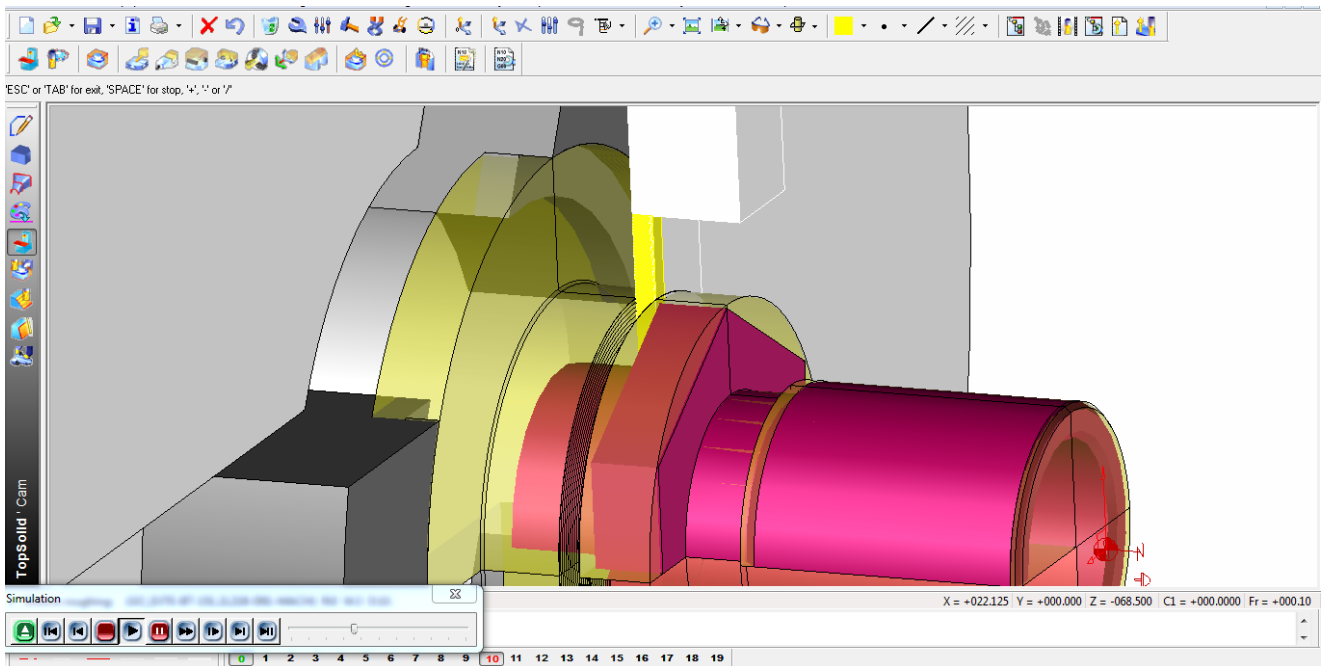 'ESC' or 'TAB' for exit, 'SPACE' for stop, '+', '-' or '/'
TopSolid ' Cam
N
Simulation
X = +022.125 Y = +000.000 Z = -068.500 C1 = +000.0000 Fr = +000.10
0 1 2 3 4 5 6 7 8 9 10 11 12 13 14 15 16 17 18 19